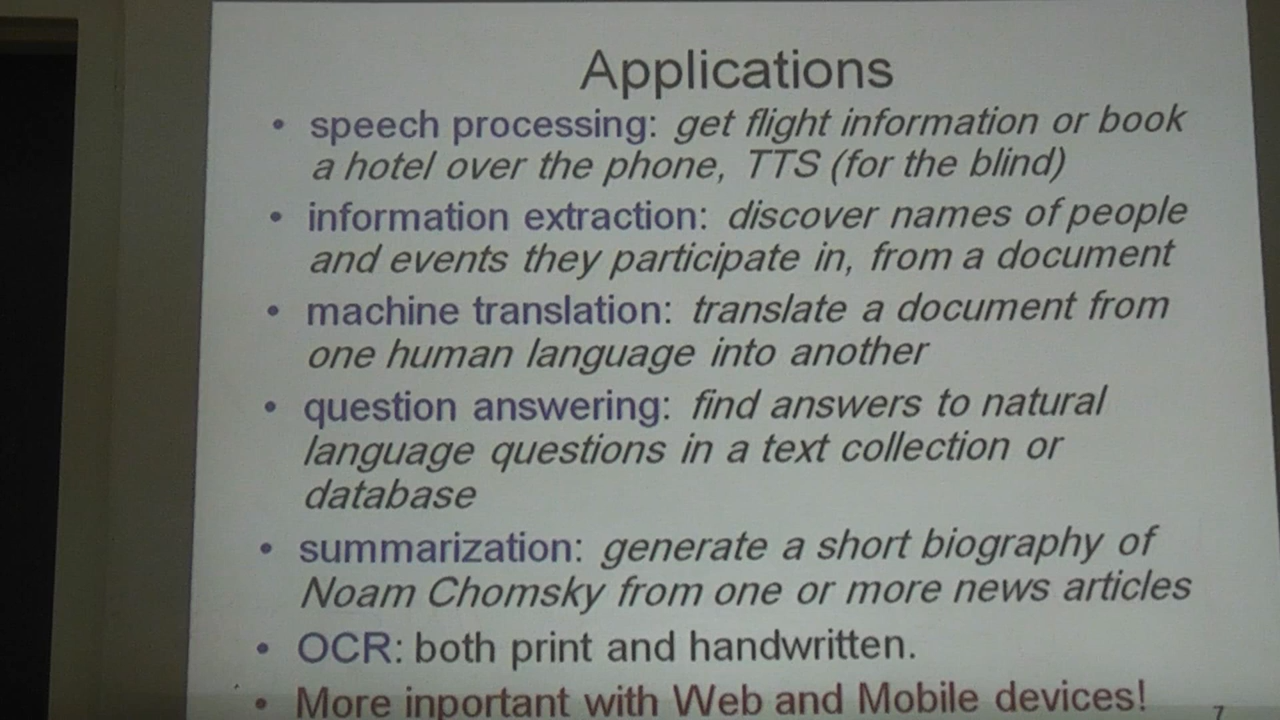 Applications
• speech processing: get flight information or book
a hotel over the phone, TTS (for the blind)
• information extraction: discover names of people
and events they participate in, from a document
• machine translation: translate a document from
one human language into another
• question answering: find answers to natural
language questions in a text collection or
database
• summarization: generate a short biography of
Noam Chomsky from one or more news articles
• OCR: both print and handwritten.
• More inportant with Web and Mobile devices!
7